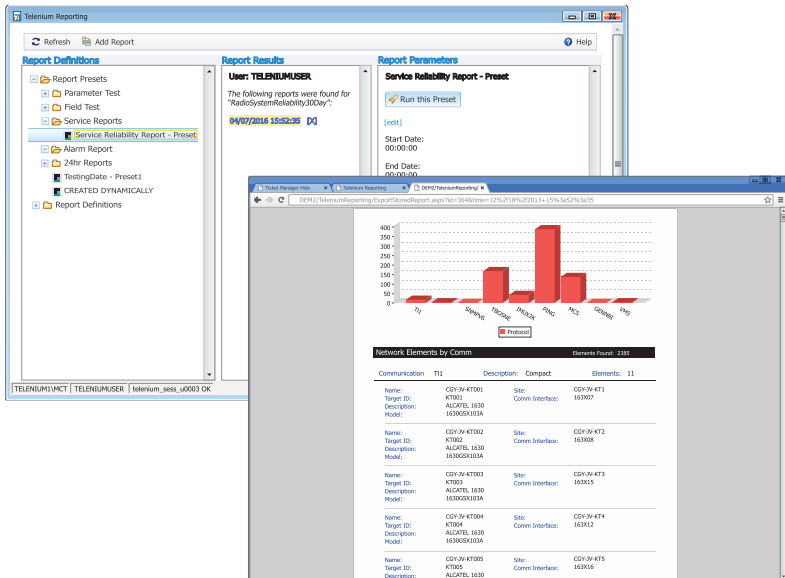 Telenium Reporting
Refresh Add Report Help
Report Definitions
Report Presets
Parameter Test
Field Test
Service Reports
Service Reliability Report - Preset
Alarm Report
24hr Reports
TestingDate - Preset1
CREATED DYNAMICALLY
Report Definitions
Report Results
User: TELENIUMUSER
The following reports were found for
"RadioSystemReliability30Day":
04/07/2016 15:52:35 [X]
Report Parameters
Service Reliability Report - Preset
Run this Preset
[edit]
Start Date:
00:00:00
End Date:
00:00:00
TELENIUM1\MCT TELENIUMUSER telenium_sess_u0003 OK
Ticket Manager Help Telenium Reporting DEM2/TeleniumReporting/
DEM2/TeleniumReporting/ExportStoredReport.aspx?id=364&time=12%2f18%2f2013+15%3a52%3a35
400
350
300
250
200
150
100
50
0
TI1 SNMPV6 TBOSNE IMUX2K PING MCS GENINBI VMS
Protocol
Network Elements by Comm Elements Found: 2385
Communication TI1 Description: Compact Elements: 11
Name: CGY-JV-KT001 Site: CGY-JV-KT1
Target ID: KT001 Comm Interface: 163X07
Description: ALCATEL 1630
Model: 1630GSX103A
Name: CGY-JV-KT002 Site: CGY-JV-KT2
Target ID: KT002 Comm Interface: 163X08
Description: ALCATEL 1630
Model: 1630GSX103A
Name: CGY-JV-KT003 Site: CGY-JV-KT3
Target ID: KT003 Comm Interface: 163X15
Description: ALCATEL 1630
Model: 1630GSX103A
Name: CGY-JV-KT004 Site: CGY-JV-KT4
Target ID: KT004 Comm Interface: 163X12
Description: ALCATEL 1630
Model: 1630GSX103A
Name: CGY-JV-KT005 Site: CGY-JV-KT5
Target ID: KT005 Comm Interface: 163X16
Description: ALCATEL 1630